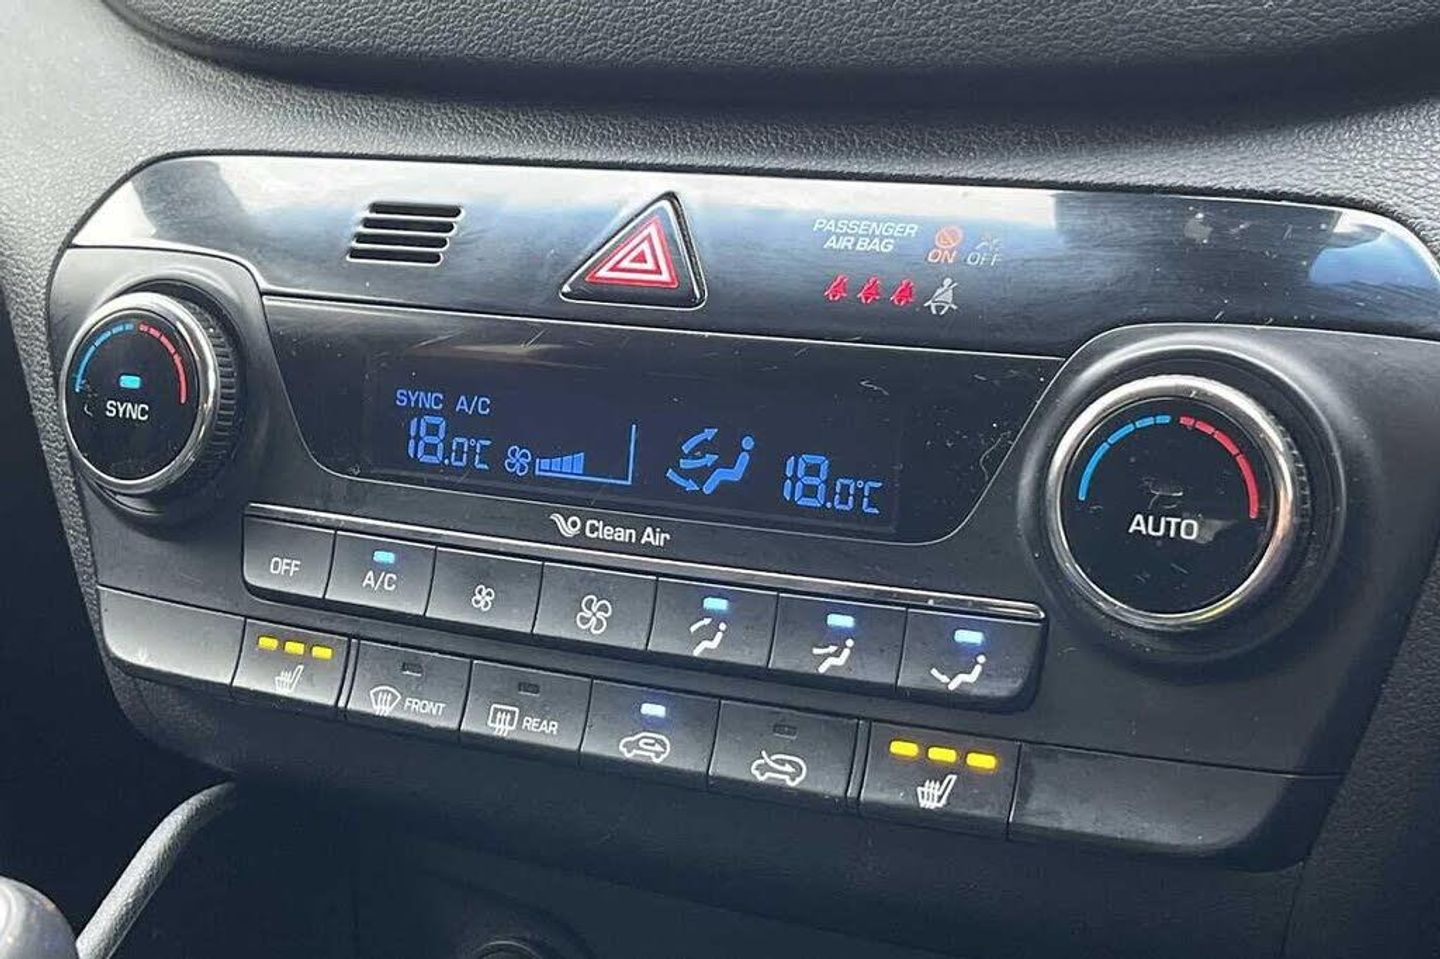 PASSENGER
AIR BAG
ON OFF
SYNC
SYNC A/C
18.0°C
18.0°C
AUTO
Clean Air
OFF
A/C
FRONT
REAR